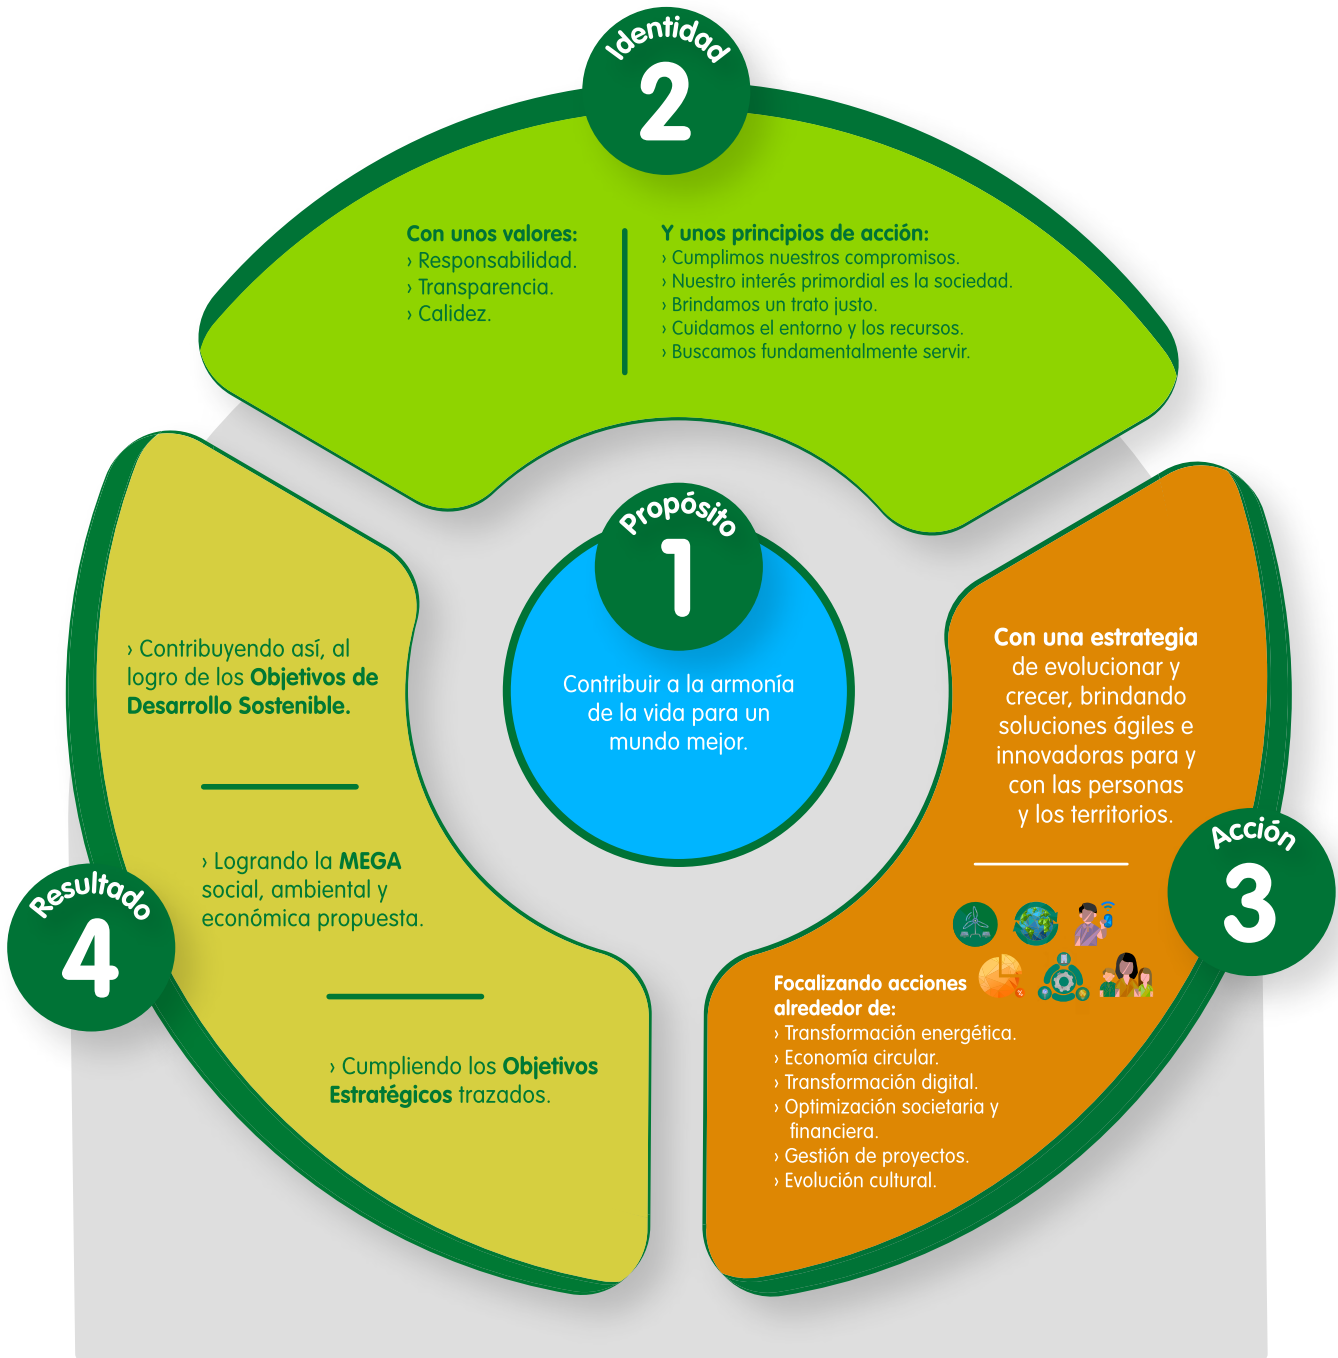 Identidad
2
Con unos valores:
› Responsabilidad.
› Transparencia.
› Calidez.
Y unos principios de acción:
› Cumplimos nuestros compromisos.
› Nuestro interés primordial es la sociedad.
› Brindamos un trato justo.
› Cuidamos el entorno y los recursos.
› Buscamos fundamentalmente servir.
Propósito
1
Contribuir a la armonía
de la vida para un
mundo mejor.
Con una estrategia
de evolucionar y
crecer, brindando
soluciones ágiles e
innovadoras para y
con las personas
y los territorios.
Acción
3
Focalizando acciones
alrededor de:
› Transformación energética.
› Economía circular.
› Transformación digital.
› Optimización societaria y
financiera.
› Gestión de proyectos.
› Evolución cultural.
%
Resultado
4
› Contribuyendo así, al
logro de los Objetivos de
Desarrollo Sostenible.
› Logrando la MEGA
social, ambiental y
económica propuesta.
› Cumpliendo los Objetivos
Estratégicos trazados.